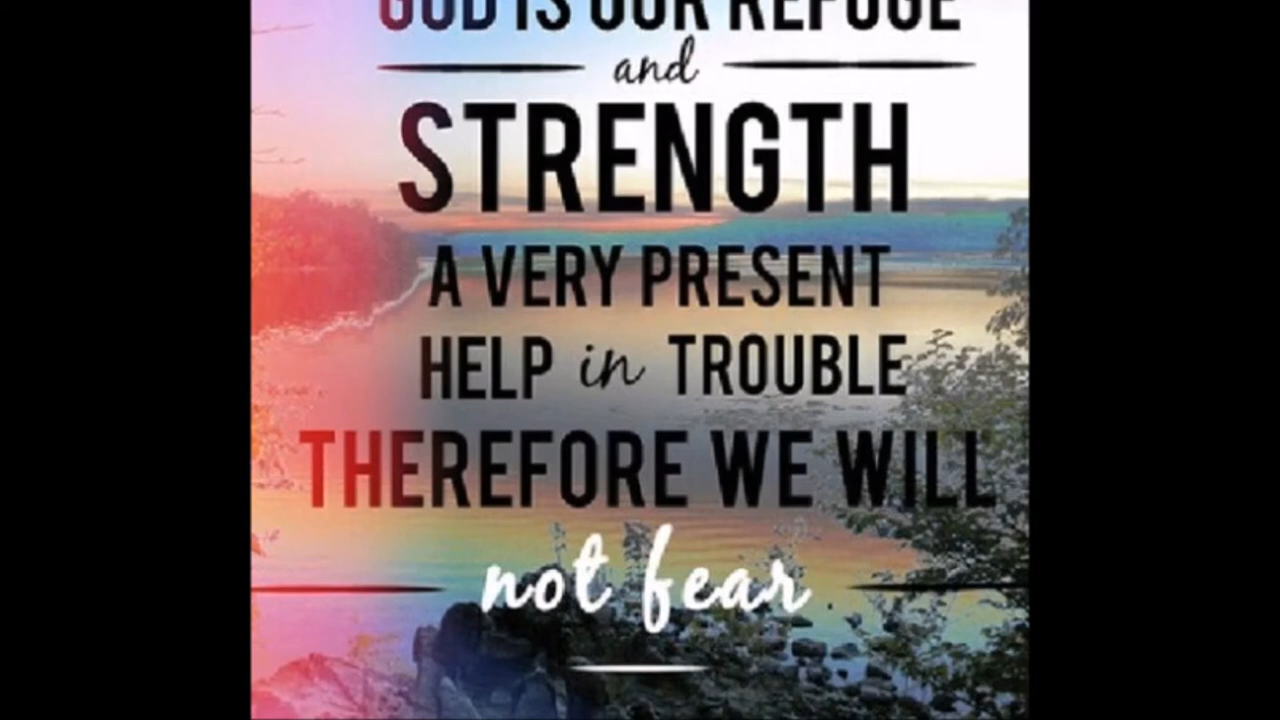 GOD IS OUR REFUGE
and
STRENGTH
A VERY PRESENT
HELP in TROUBLE
THEREFORE WE WILL
not fear